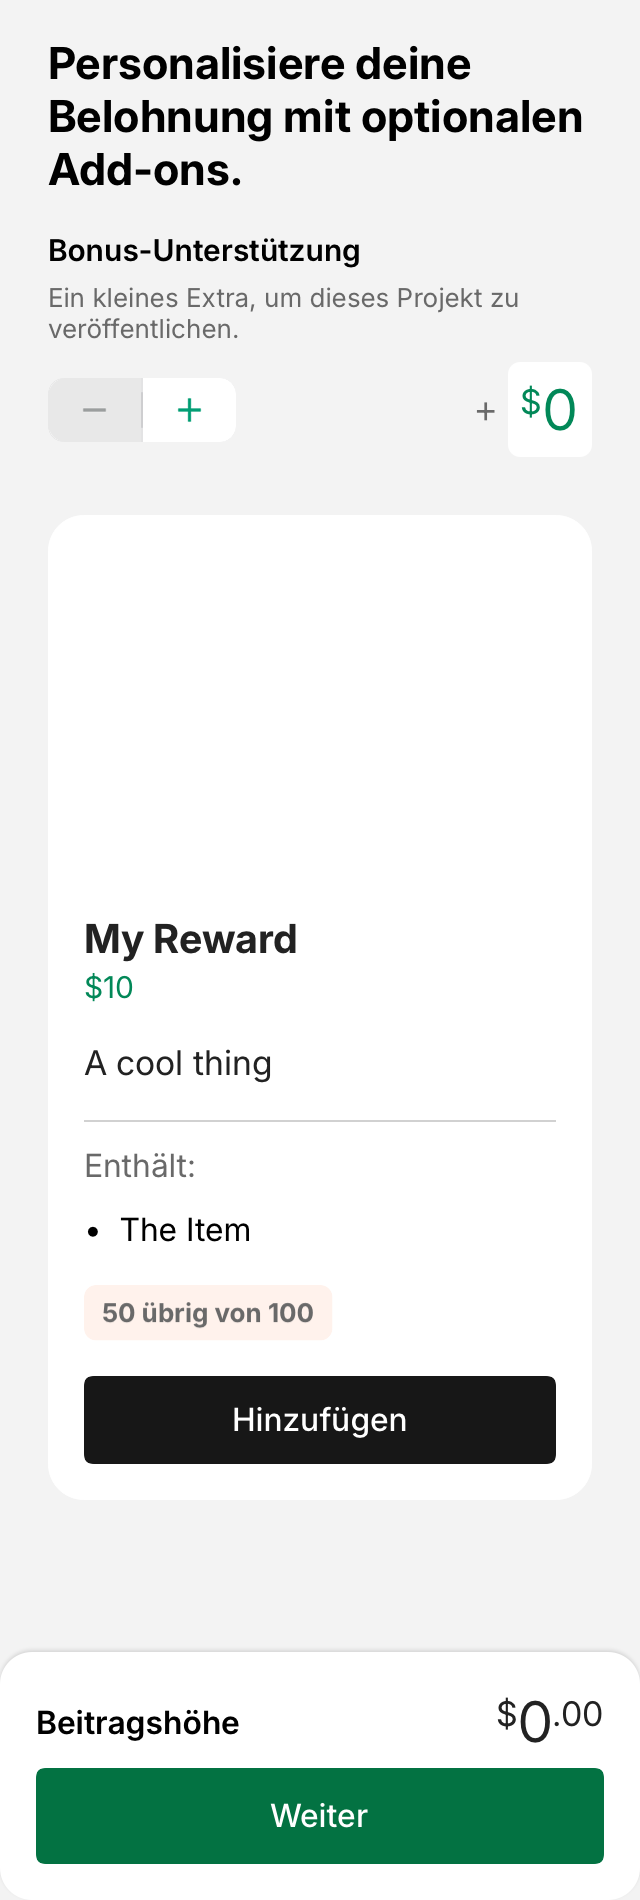 Personalisiere deine
Belohnung mit optionalen
Add-ons.
Bonus-Unterstützung
Ein kleines Extra, um dieses Projekt zu
veröffentlichen.
− + + $0
My Reward
$10
A cool thing
Enthält:
• The Item
50 übrig von 100
Hinzufügen
Beitragshöhe $0.00
Weiter